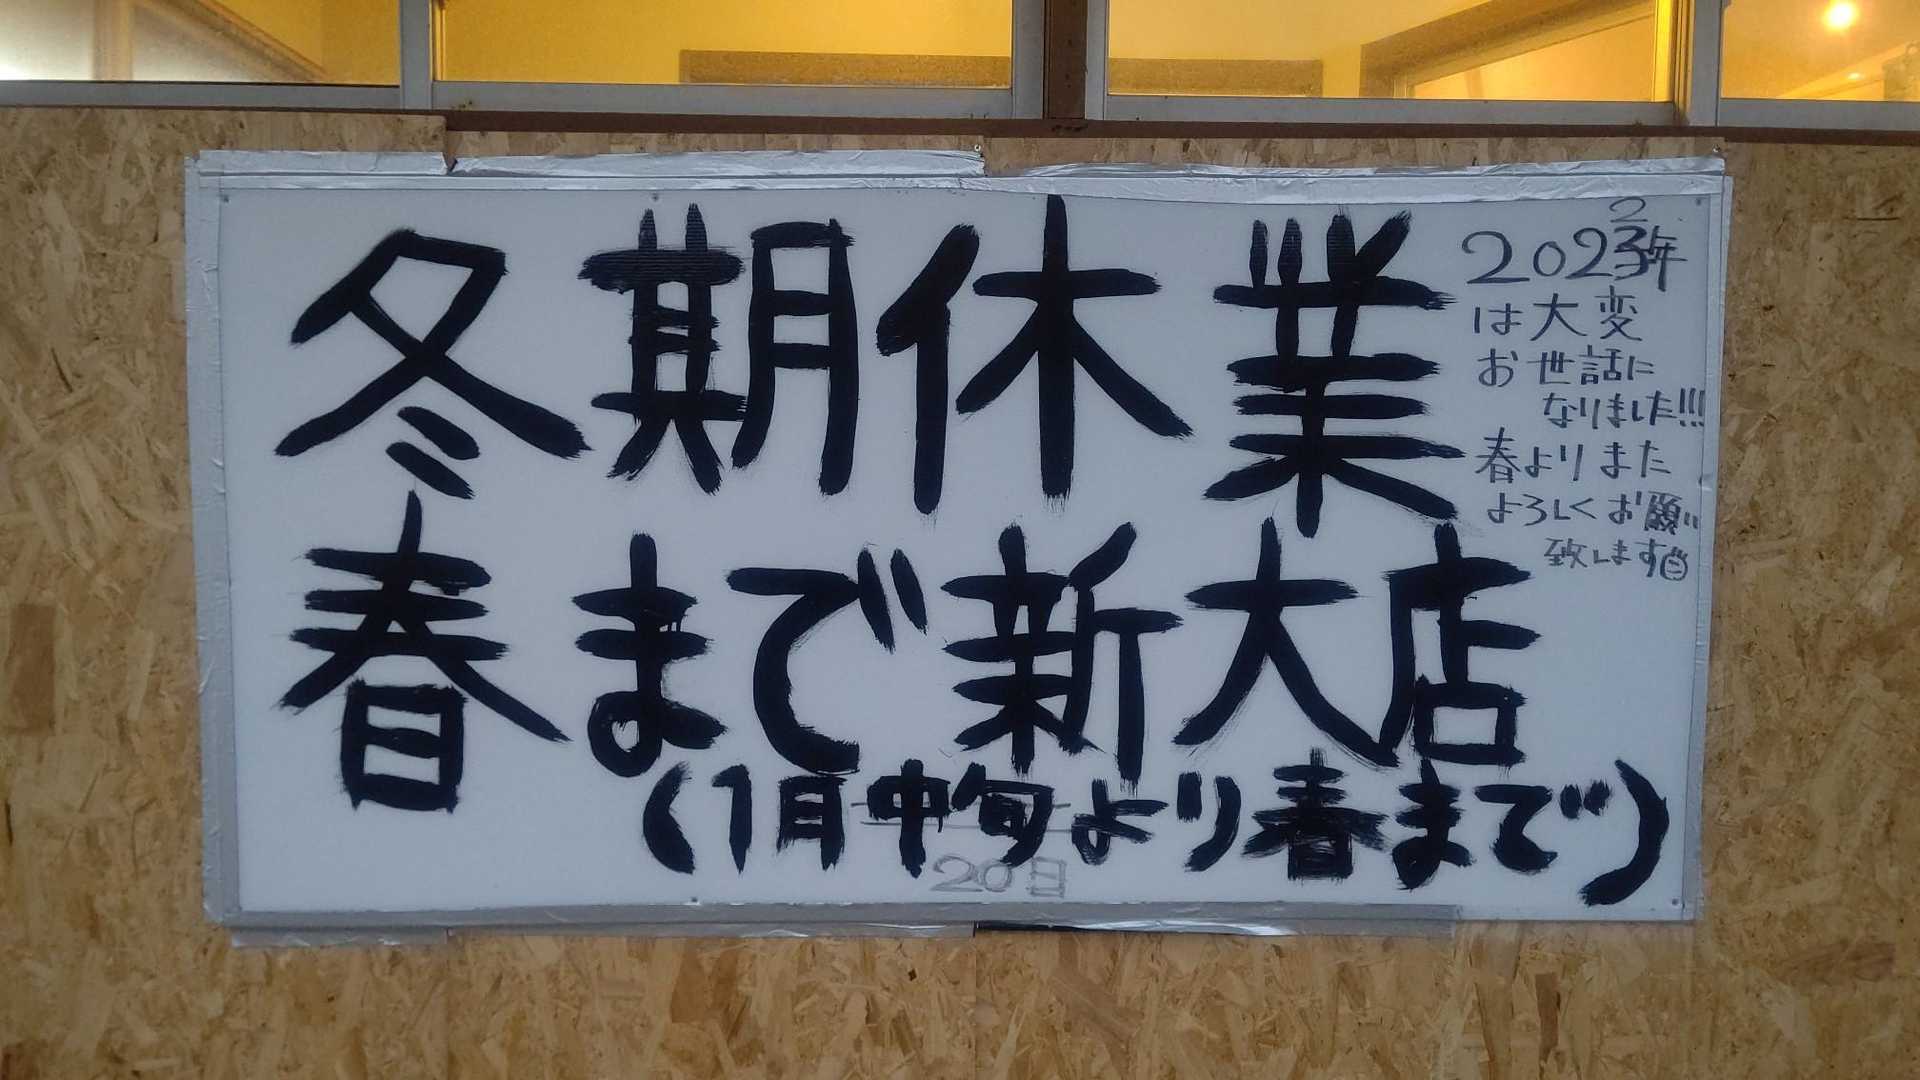 冬期休業
春まで新大店
(1月中旬より春まで)
20日
2023年
2
は大変
お世話に
なりました!!!
春よりまた
よろしくお願い
致します